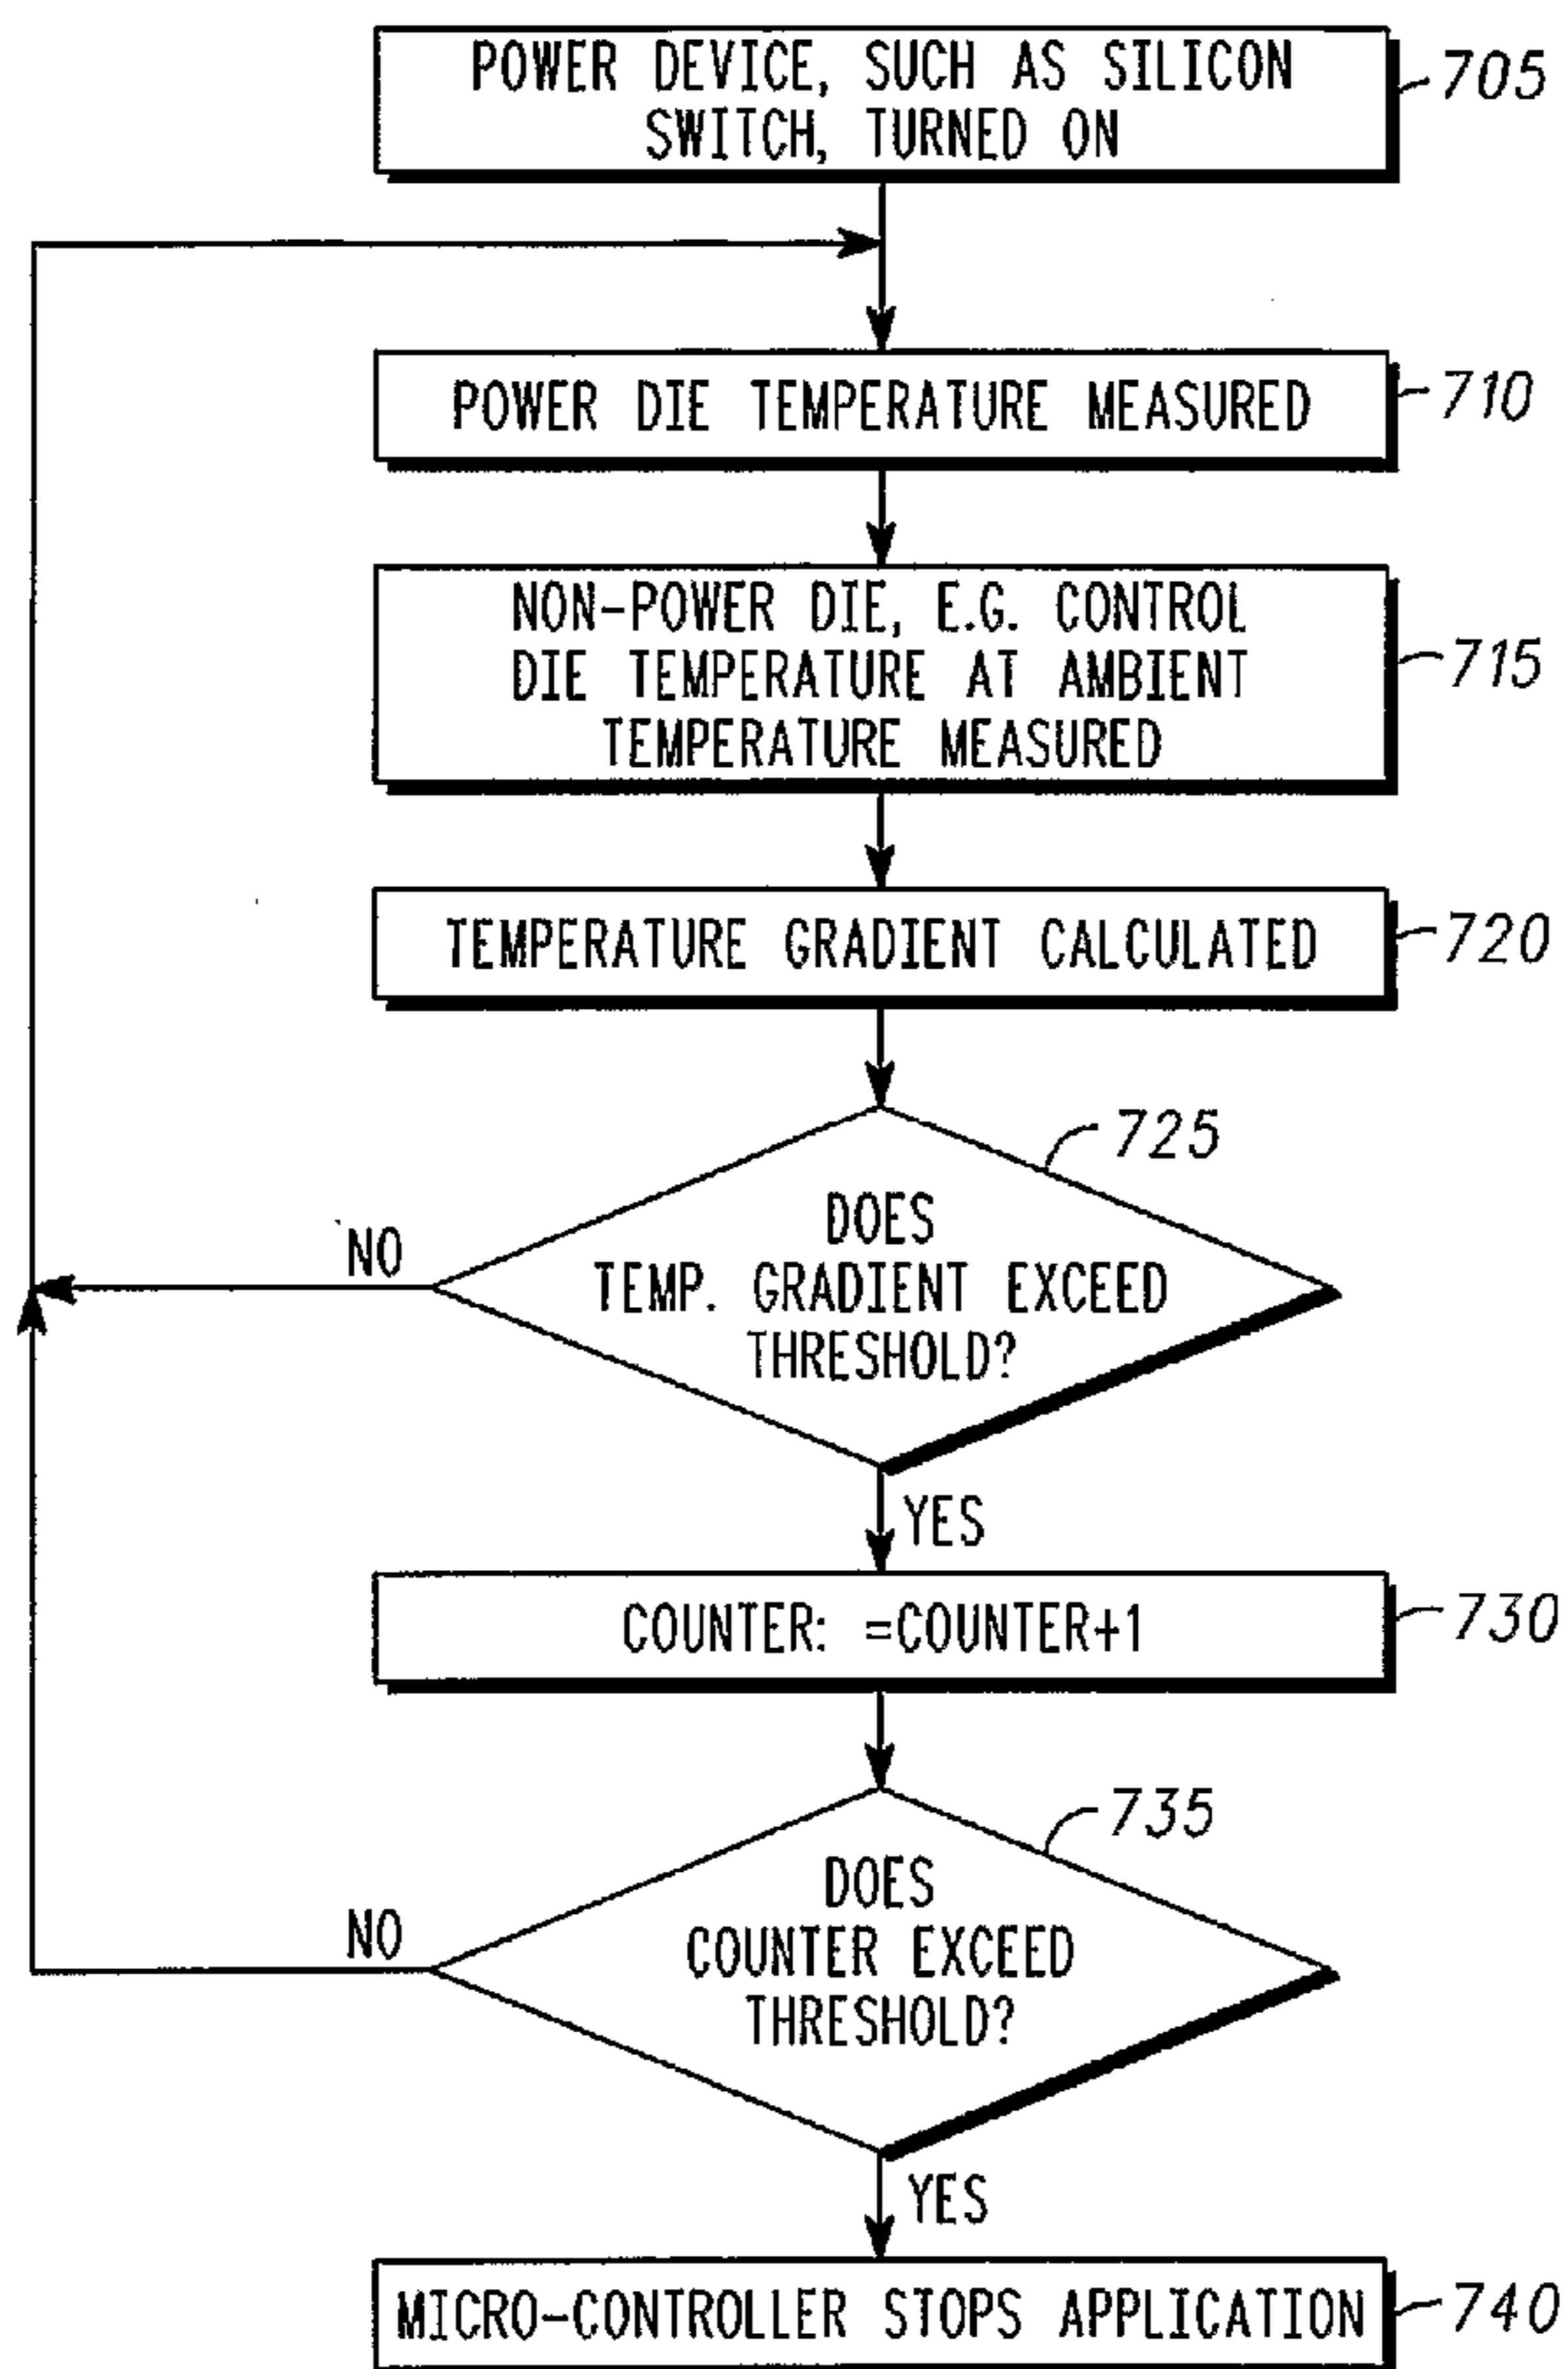 POWER DEVICE, SUCH AS SILICON
SWITCH, TURNED ON
705
POWER DIE TEMPERATURE MEASURED
710
NON-POWER DIE, E.G. CONTROL
DIE TEMPERATURE AT AMBIENT
TEMPERATURE MEASURED
715
TEMPERATURE GRADIENT CALCULATED
720
725
DOES
TEMP. GRADIENT EXCEED
THRESHOLD?
NO
YES
COUNTER: =COUNTER+1
730
735
DOES
COUNTER EXCEED
THRESHOLD?
NO
YES
MICRO-CONTROLLER STOPS APPLICATION
740